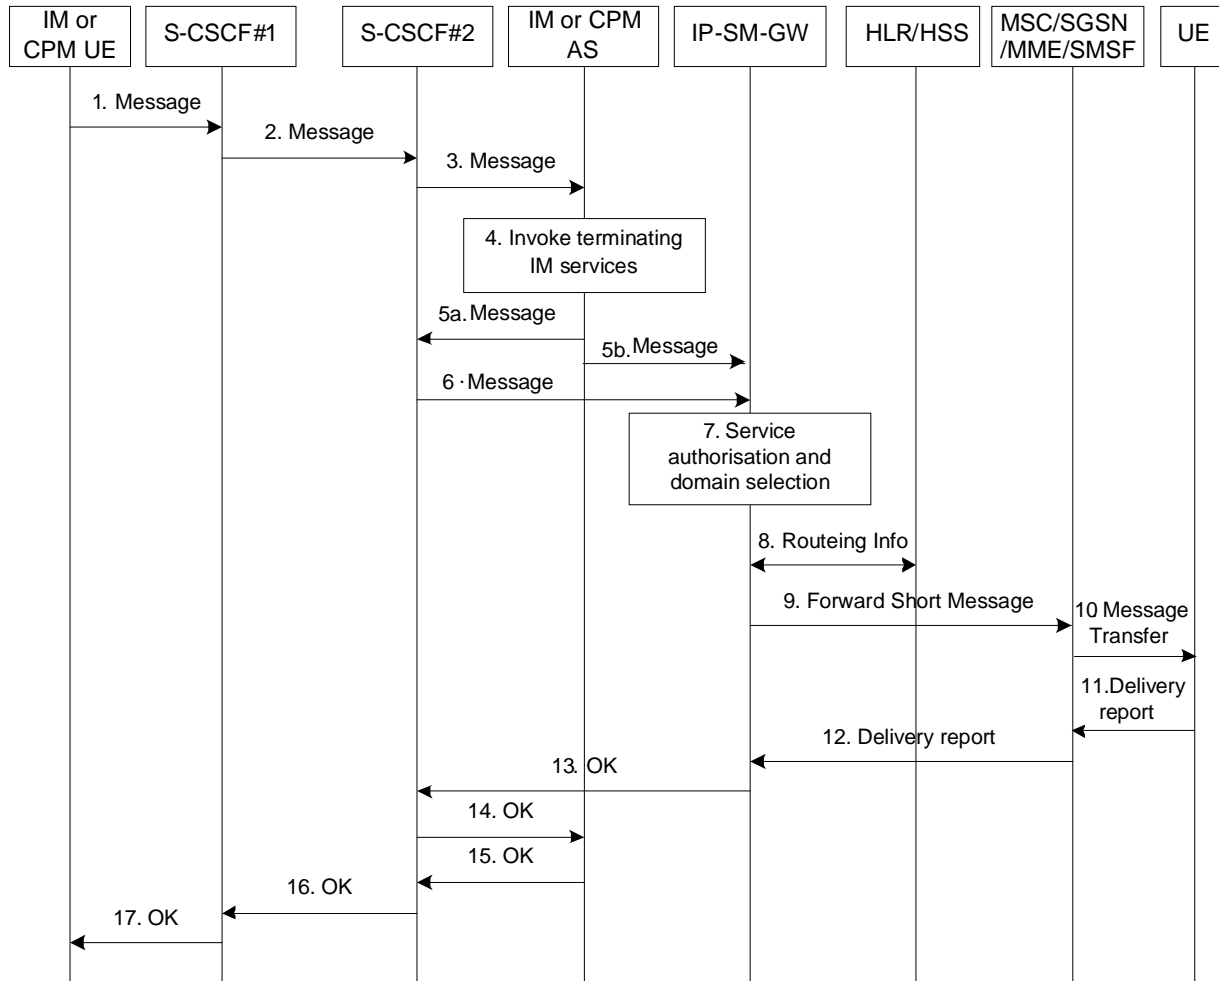 IM or
CPM UE
S-CSCF#1
S-CSCF#2
IM or CPM
AS
IP-SM-GW
HLR/HSS
MSC/SGSN
/MME/SMSF
UE
1. Message
2. Message
3. Message
4. Invoke terminating
IM services
5a. Message
5b. Message
6 . Message
7. Service
authorisation and
domain selection
8. Routeing Info
9. Forward Short Message
10 Message
Transfer
11.Delivery
report
12. Delivery report
13. OK
14. OK
15. OK
16. OK
17. OK